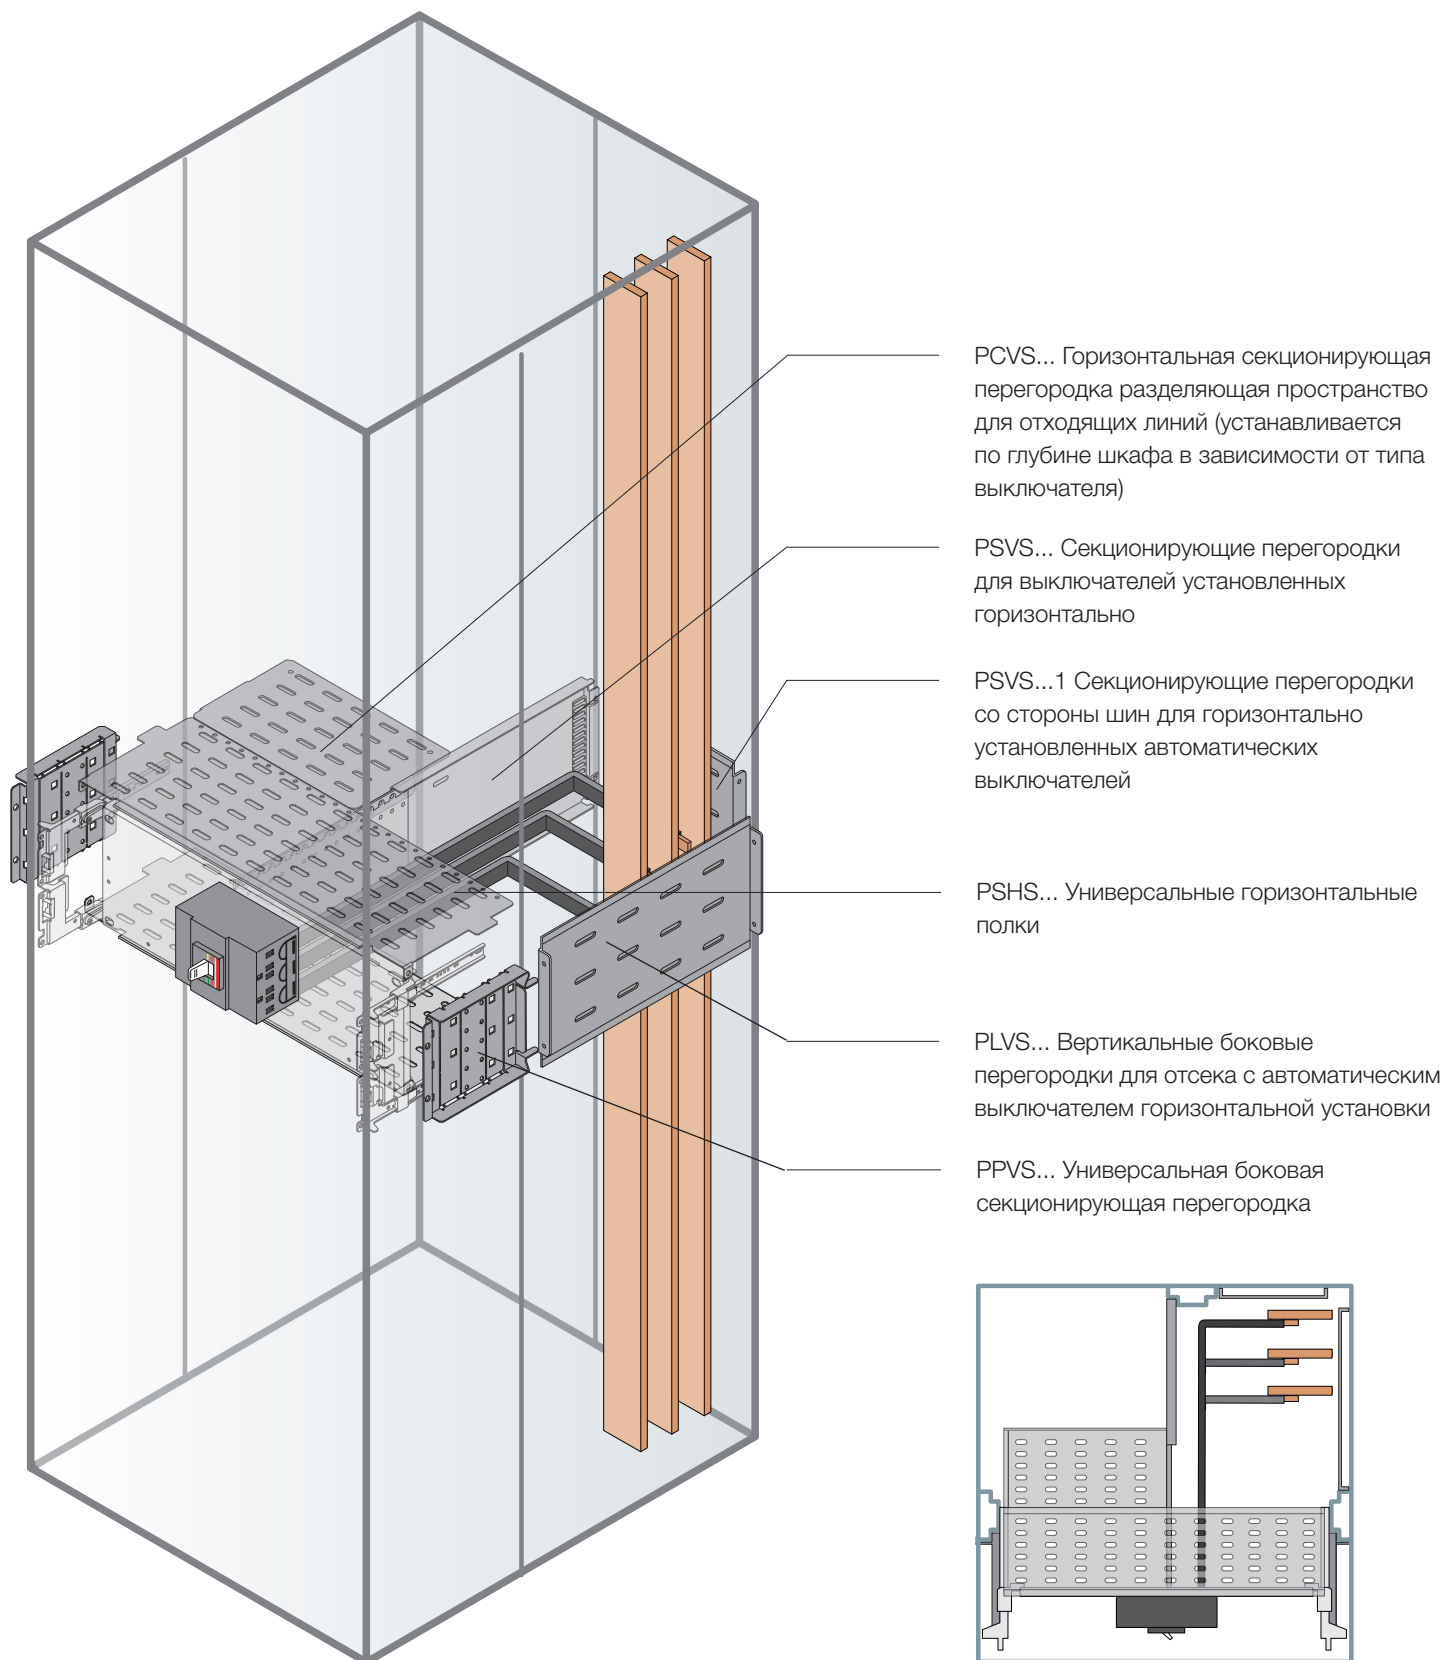 PCVS... Горизонтальная секционирующая
перегородка разделяющая пространство
для отходящих линий (устанавливается
по глубине шкафа в зависимости от типа
выключателя)
PSVS... Секционирующие перегородки
для выключателей установленных
горизонтально
PSVS...1 Секционирующие перегородки
со стороны шин для горизонтально
установленных автоматических
выключателей
PSHS... Универсальные горизонтальные
полки
PLVS... Вертикальные боковые
перегородки для отсека с автоматическим
выключателем горизонтальной установки
PPVS... Универсальная боковая
секционирующая перегородка